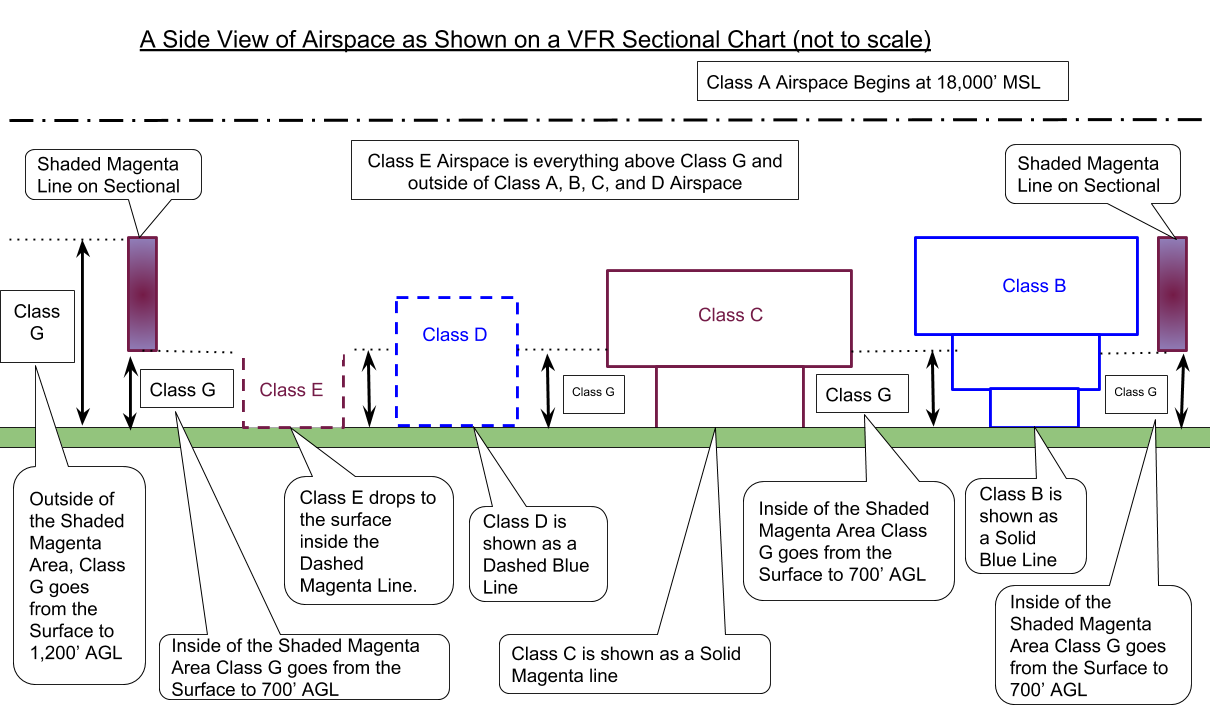 A Side View of Airspace as Shown on a VFR Sectional Chart (not to scale)
Class A Airspace Begins at 18,000’ MSL
Shaded Magenta
Line on Sectional
Class E Airspace is everything above Class G and
outside of Class A, B, C, and D Airspace
Shaded Magenta
Line on Sectional
Class
G
Class G
Class E
Class D
Class G
Class C
Class G
Class B
Class G
Outside of
the Shaded
Magenta
Area, Class
G goes
from the
Surface to
1,200’ AGL
Inside of the Shaded Magenta
Area Class G goes from the
Surface to 700’ AGL
Class E drops to
the surface
inside the
Dashed
Magenta Line.
Class D is
shown as a
Dashed Blue
Line
Class C is shown as a Solid
Magenta line
Inside of the Shaded
Magenta Area Class
G goes from the
Surface to 700’ AGL
Class B is
shown as
a Solid
Blue Line
Inside of the
Shaded Magenta
Area Class G goes
from the Surface to
700’ AGL